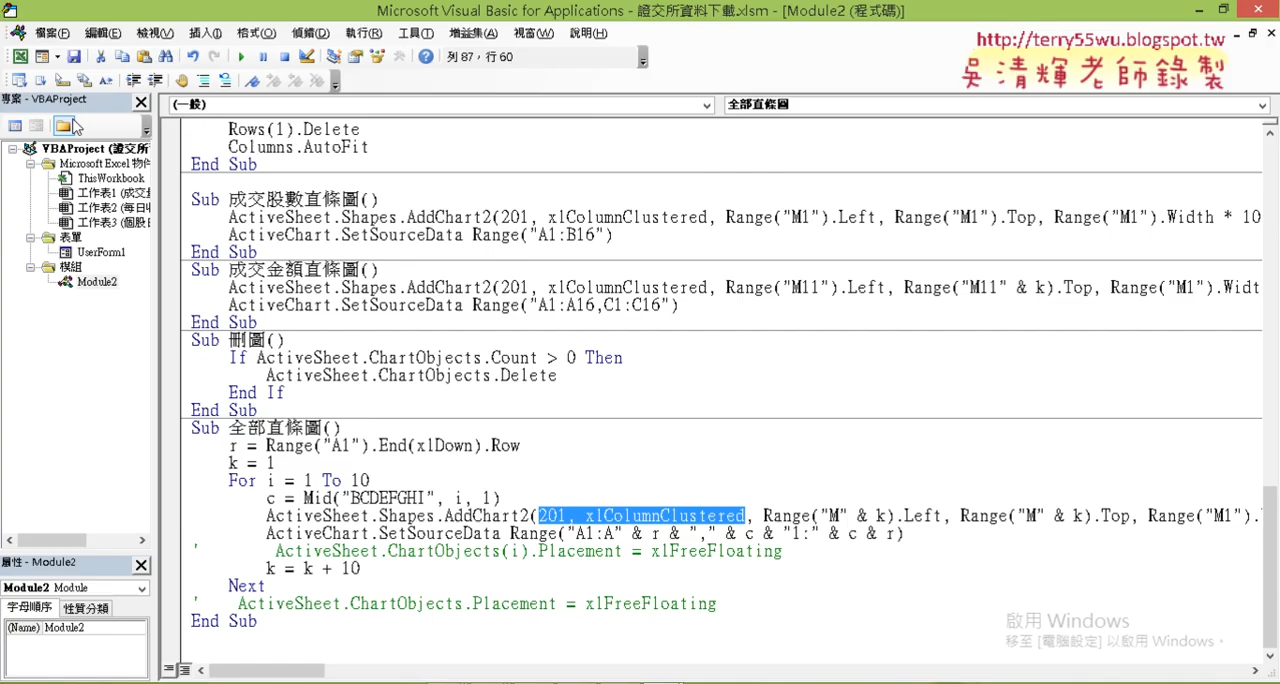 Microsoft Visual Basic for Applications - 證交所資料下載.xlsm - [Module2 (程式碼)]
檔案(F) 編輯(E) 檢視(V) 插入(I) 格式(O) 偵錯(D) 執行(R) 工具(T) 增益集(A) 視窗(W) 說明(H)
http://terry55wu.blogspot.tw
列 87，行 60
吳清輝老師錄製
專案 - VBAProject
(一般)
全部直條圖
VBAProject (證交所
Microsoft Excel 物件
ThisWorkbook
工作表1 (成交量
工作表2 (每日收
工作表3 (個股日
表單
UserForm1
模組
Module2
屬性 - Module2
Module2 Module
字母順序 性質分類
(Name) Module2
Rows(1).Delete
Columns.AutoFit
End Sub
Sub 成交股數直條圖()
ActiveSheet.Shapes.AddChart2(201, xlColumnClustered, Range("M1").Left, Range("M1").Top, Range("M1").Width * 10
ActiveChart.SetSourceData Range("A1:B16")
End Sub
Sub 成交金額直條圖()
ActiveSheet.Shapes.AddChart2(201, xlColumnClustered, Range("M11").Left, Range("M11" & k).Top, Range("M1").Widt
ActiveChart.SetSourceData Range("A1:A16,C1:C16")
End Sub
Sub 刪圖()
If ActiveSheet.ChartObjects.Count > 0 Then
ActiveSheet.ChartObjects.Delete
End If
End Sub
Sub 全部直條圖()
r = Range("A1").End(xlDown).Row
k = 1
For i = 1 To 10
c = Mid("BCDEFGHI", i, 1)
ActiveSheet.Shapes.AddChart2(201, xlColumnClustered, Range("M" & k).Left, Range("M" & k).Top, Range("M1").
ActiveChart.SetSourceData Range("A1:A" & r & "," & c & "1:" & c & r)
' ActiveSheet.ChartObjects(i).Placement = xlFreeFloating
k = k + 10
Next
' ActiveSheet.ChartObjects.Placement = xlFreeFloating
End Sub
啟用 Windows
移至 [電腦設定] 以啟用 Windows。